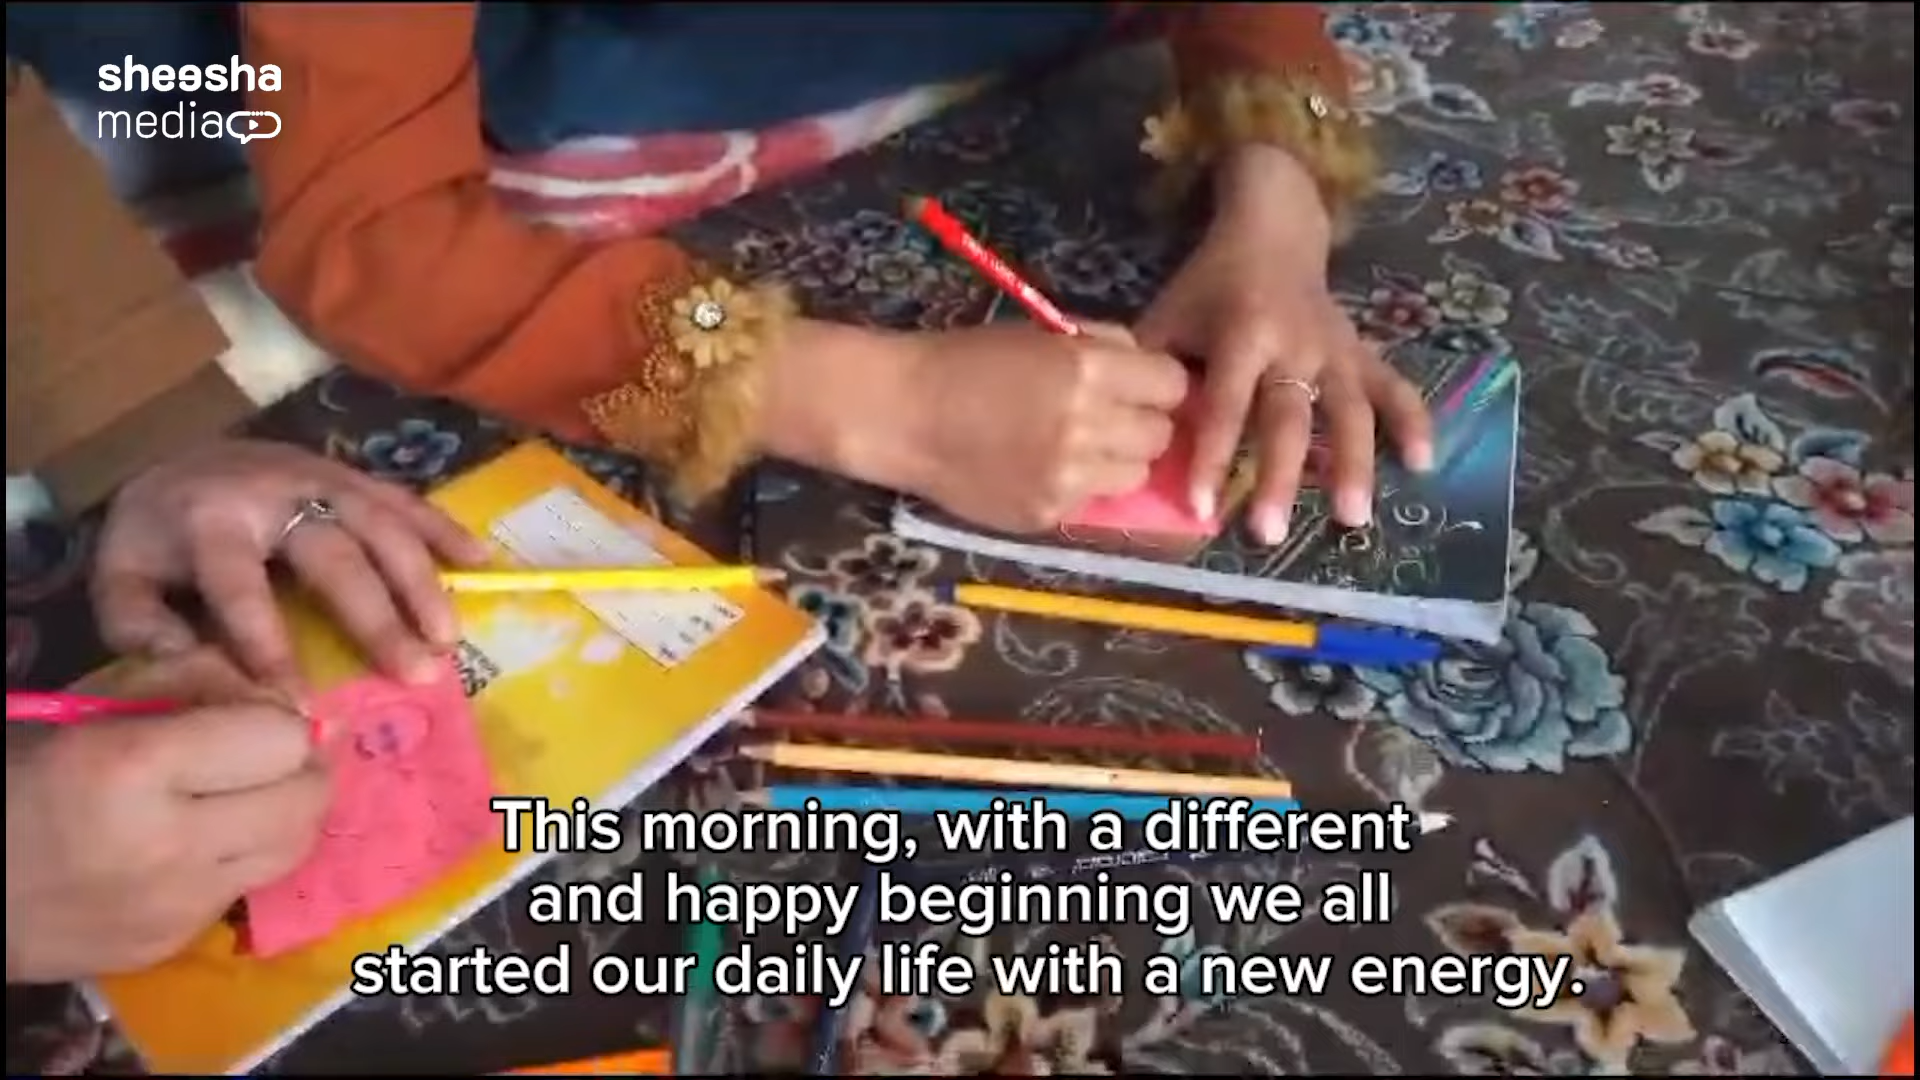 sheesha
media
This morning, with a different
and happy beginning we all
started our daily life with a new energy.